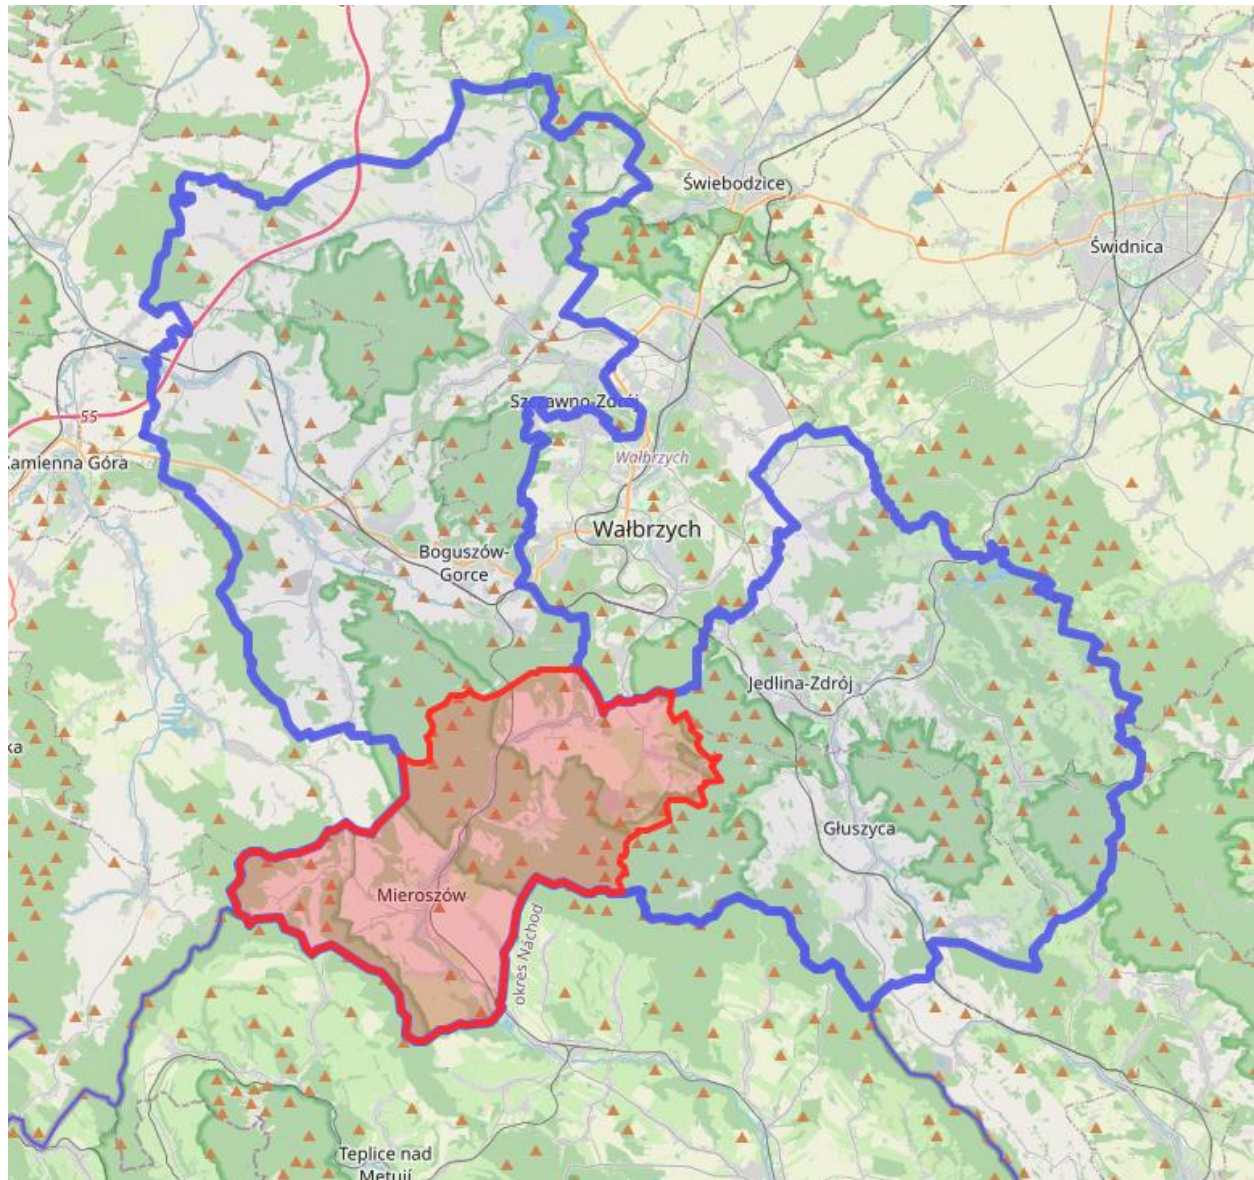 Świebodzice
Świdnica
55
Szczawno-Zdrój
Kamienna Góra
Wałbrzych
Wałbrzych
Boguszów-
Gorce
Jedlina-Zdrój
ka
Głuszyca
Mieroszów
okres Náchod
Teplice nad
Metují